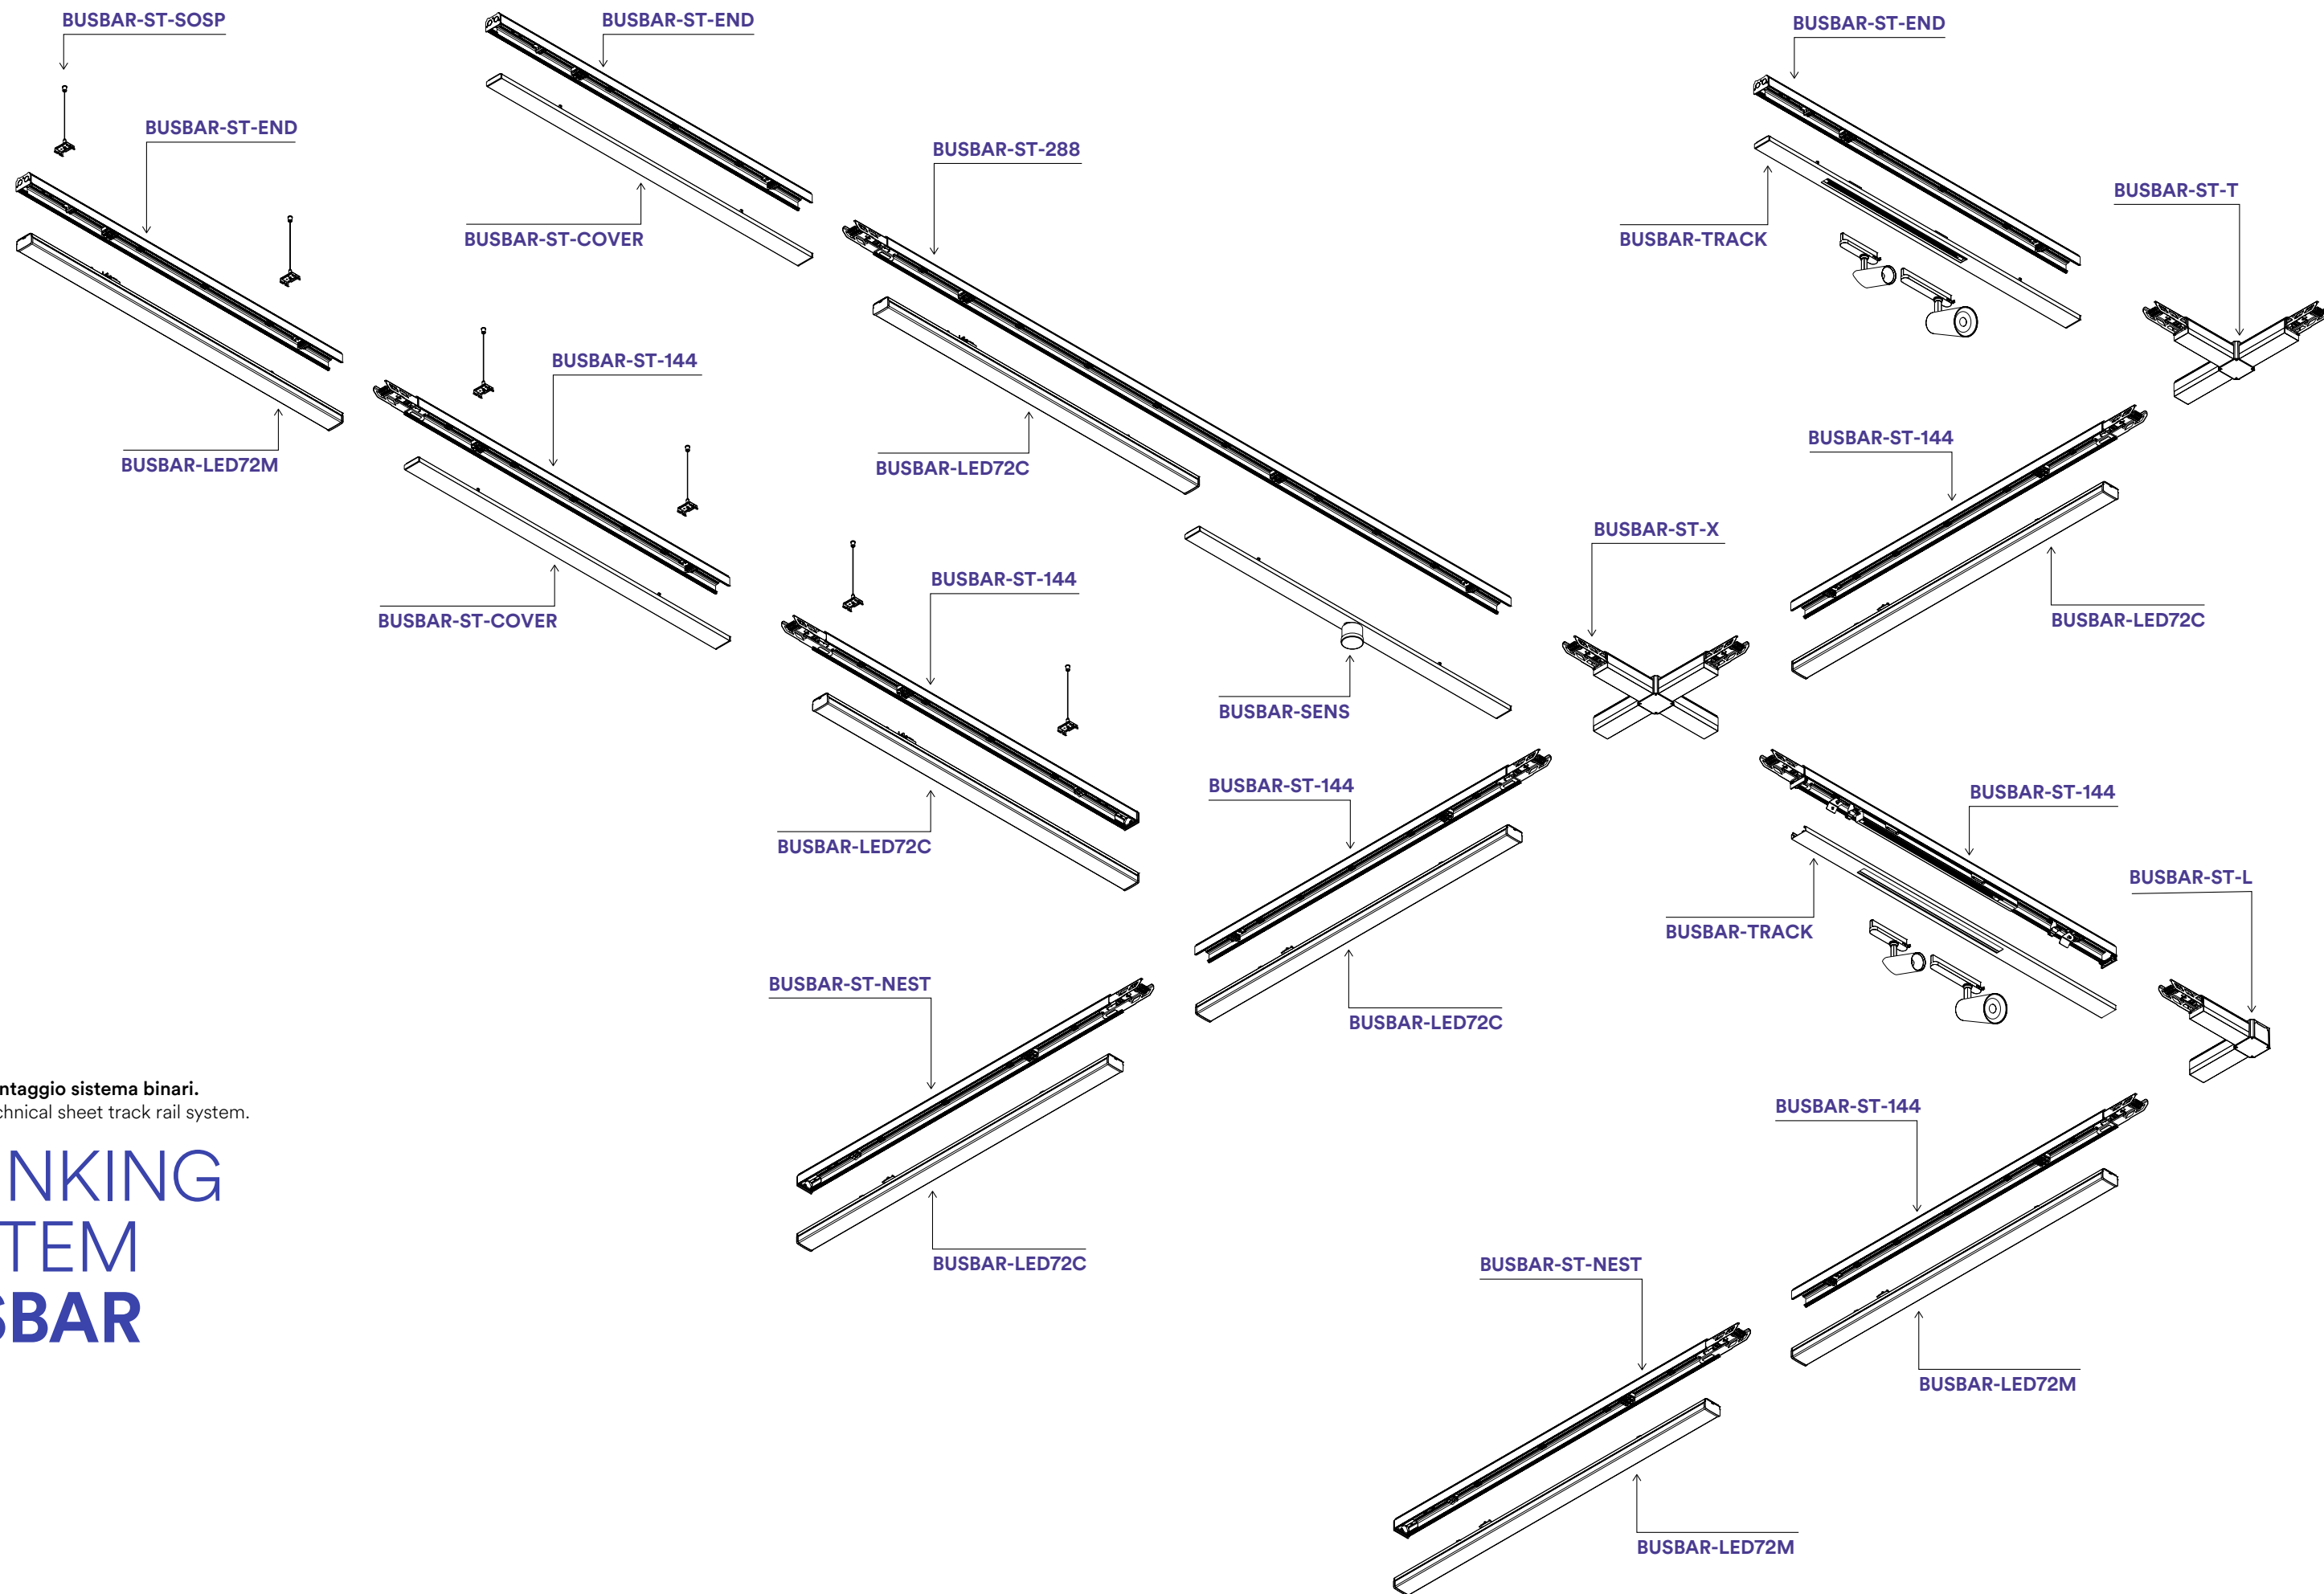 BUSBAR-ST-SOSP
BUSBAR-ST-END
BUSBAR-ST-END
BUSBAR-ST-END
BUSBAR-ST-288
BUSBAR-ST-T
BUSBAR-ST-COVER
BUSBAR-TRACK
BUSBAR-ST-144
BUSBAR-ST-144
BUSBAR-LED72M
BUSBAR-LED72C
BUSBAR-ST-X
BUSBAR-ST-144
BUSBAR-ST-COVER
BUSBAR-LED72C
BUSBAR-SENS
BUSBAR-ST-144
BUSBAR-ST-144
BUSBAR-LED72C
BUSBAR-ST-L
BUSBAR-TRACK
BUSBAR-ST-NEST
BUSBAR-LED72C
ntaggio sistema binari.
chnical sheet track rail system.
BUSBAR-ST-144
NKING
TEM
SBAR
BUSBAR-LED72C
BUSBAR-ST-NEST
BUSBAR-LED72M
BUSBAR-LED72M